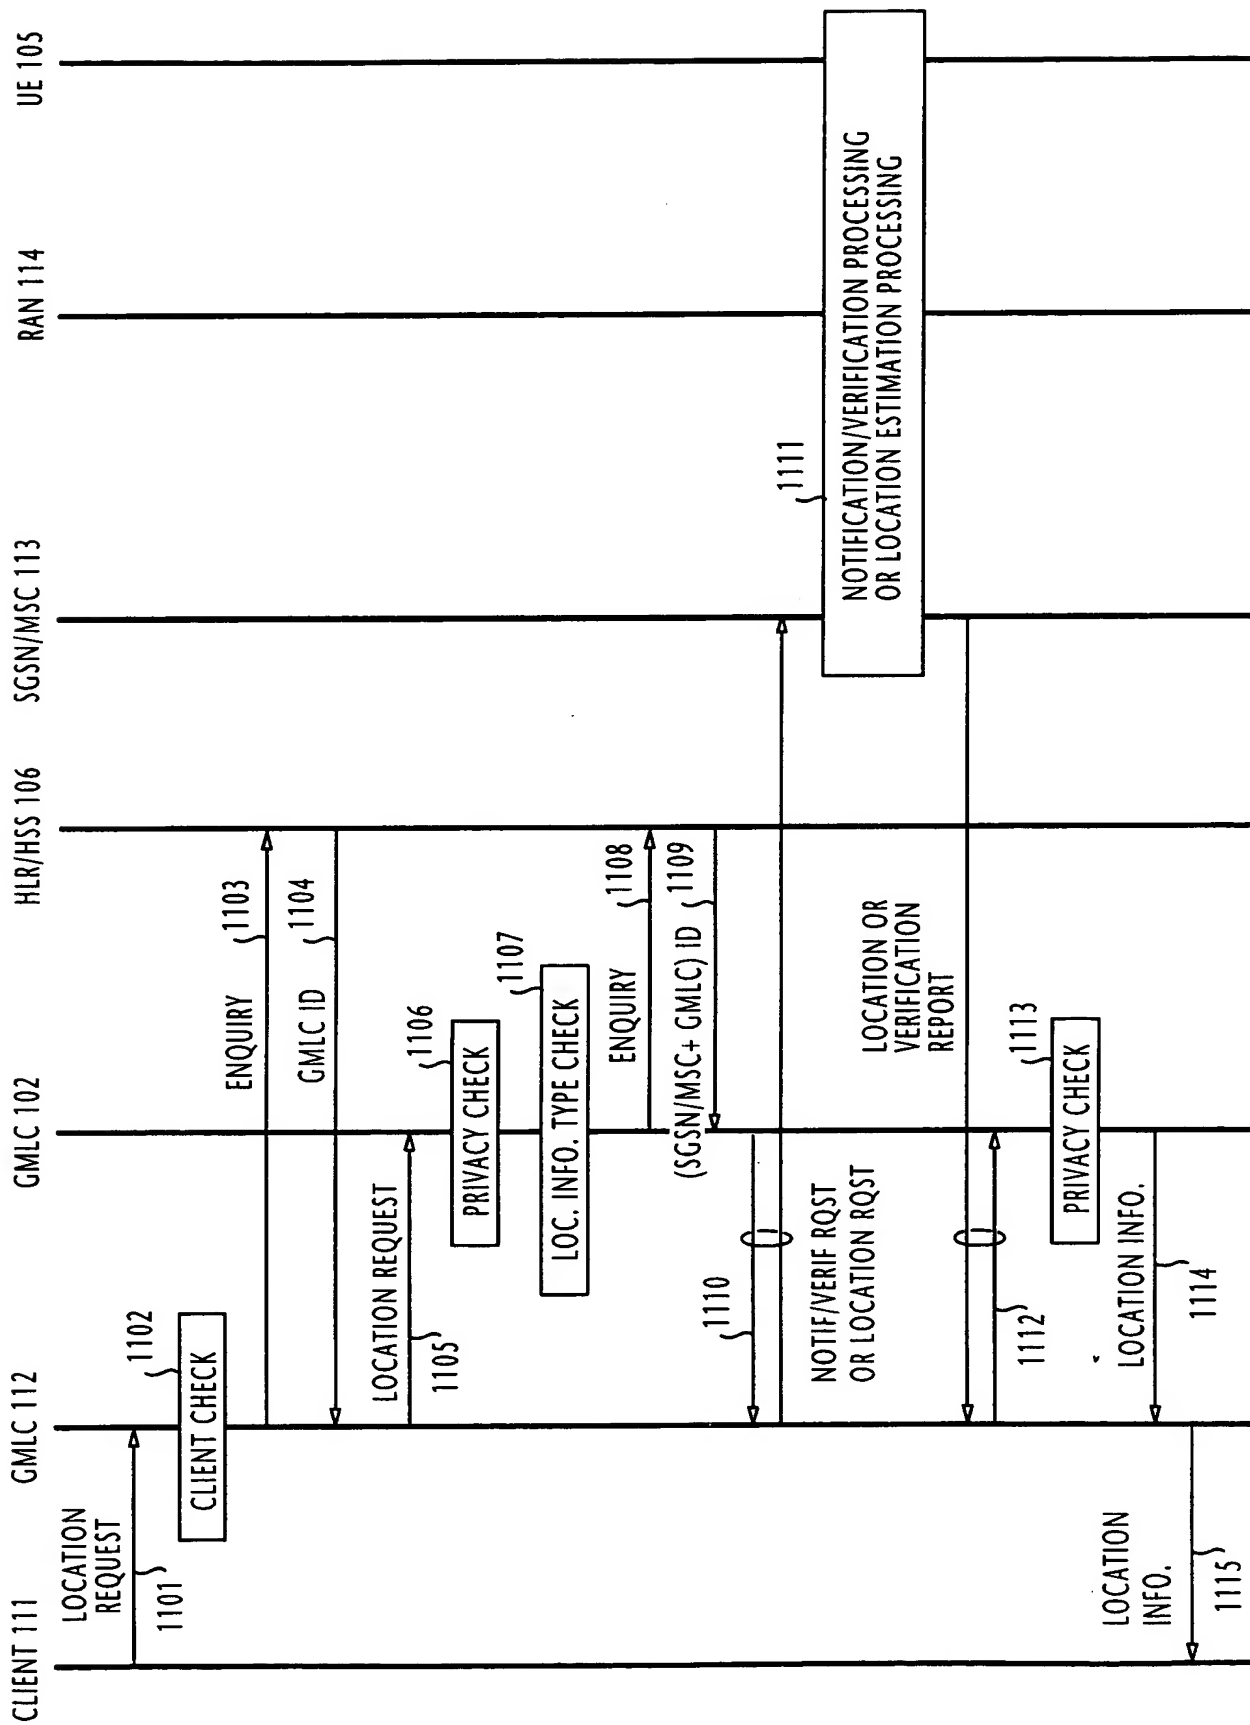 CLIENT 111
GMLC 112
GMLC 102
HLR/HSS 106
SGSN/MSC 113
RAN 114
UE 105
LOCATION
REQUEST
1101
1102
CLIENT CHECK
ENQUIRY
1103
GMLC ID
1104
LOCATION REQUEST
1105
1106
PRIVACY CHECK
1107
LOC. INFO. TYPE CHECK
ENQUIRY
1108
(SGSN/MSC+ GMLC) ID
1109
1110
NOTIF/VERIF RQST
OR LOCATION RQST
1111
NOTIFICATION/VERIFICATION PROCESSING
OR LOCATION ESTIMATION PROCESSING
LOCATION OR
VERIFICATION
REPORT
1112
1113
PRIVACY CHECK
LOCATION INFO.
1114
LOCATION
INFO.
1115